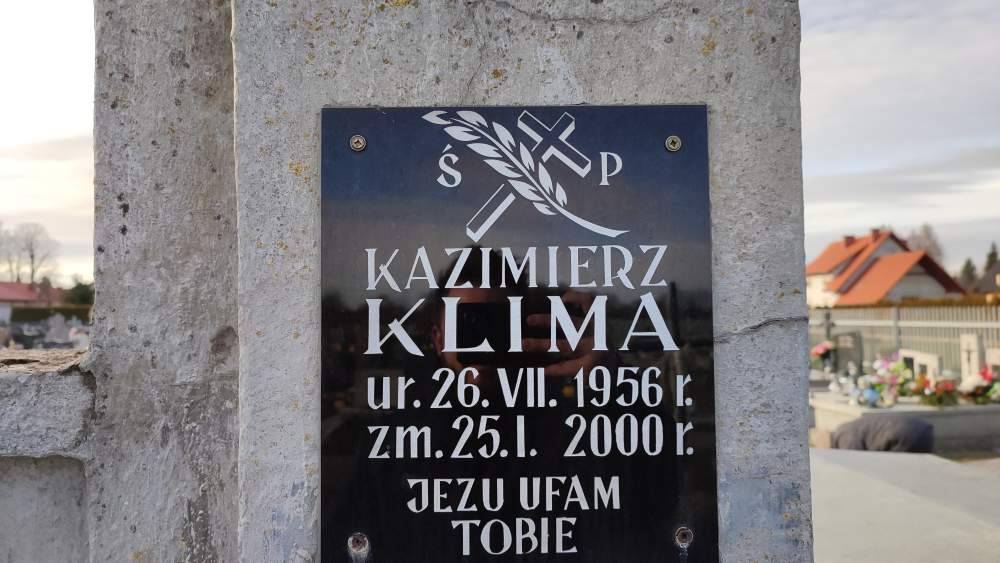 Ś P
KAZIMIERZ
KLIMA
ur. 26. VII. 1956 r.
zm. 25. I. 2000 r.
JEZU UFAM
TOBIE